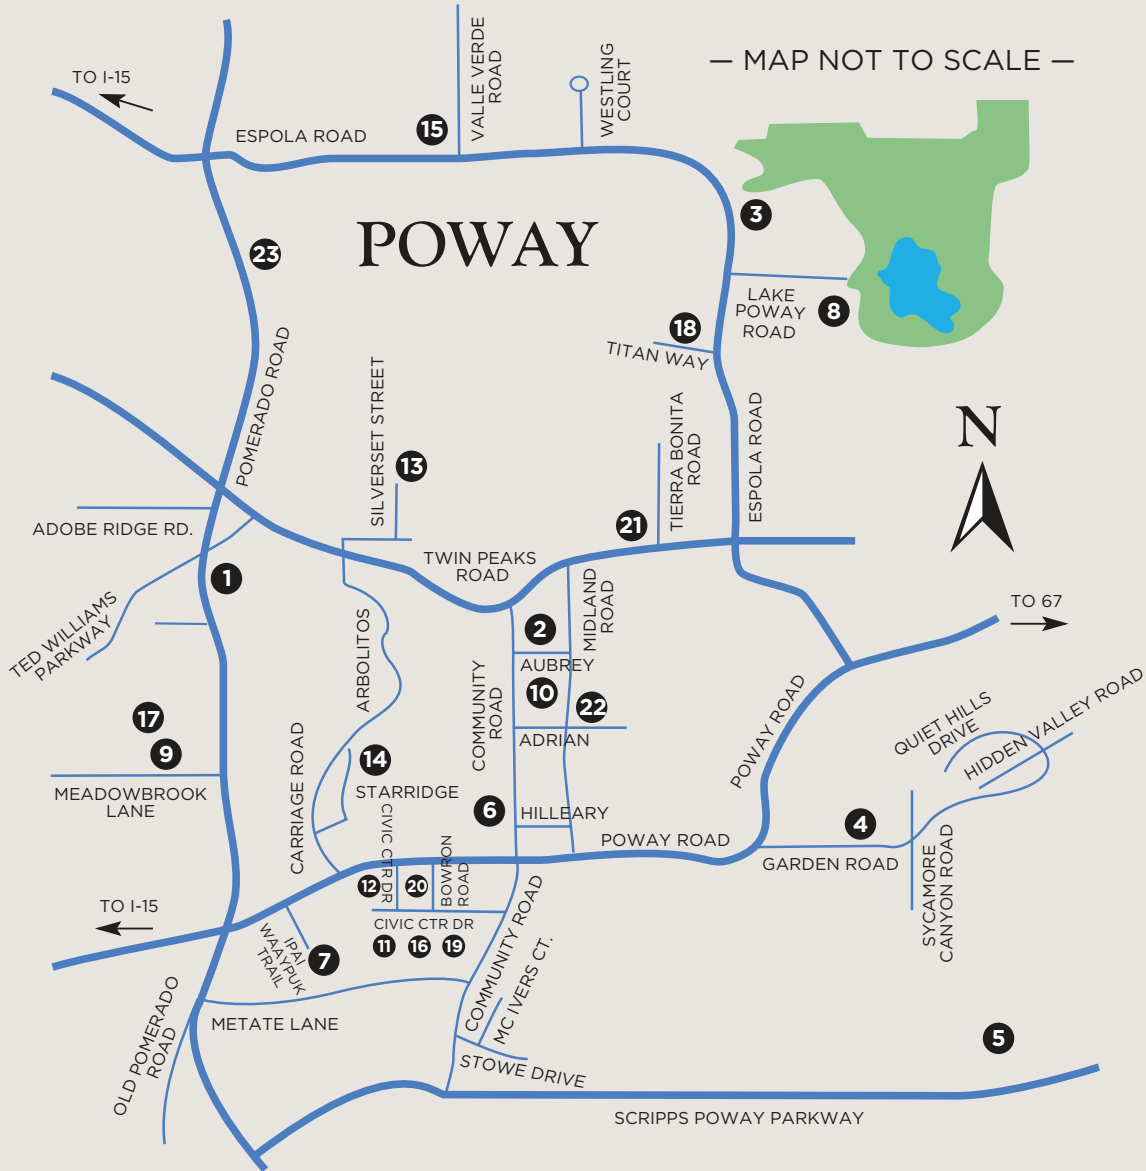 — MAP NOT TO SCALE —
TO I-15
ESPOLA ROAD
15
VALLE VERDE
ROAD
WESTLING
COURT
3
23
POWAY
LAKE
POWAY
ROAD
8
18
TITAN WAY
POMERADO ROAD
SILVERSET STREET
13
TIERRA BONITA
ROAD
ESPOLA ROAD
N
21
ADOBE RIDGE RD.
TWIN PEAKS
ROAD
1
MIDLAND
ROAD
TED WILLIAMS
PARKWAY
ARBOLITOS
2
AUBREY
TO 67
10
22
ADRIAN
COMMUNITY
ROAD
POWAY ROAD
QUIET HILLS
DRIVE
HIDDEN VALLEY ROAD
17
9
MEADOWBROOK
LANE
CARRIAGE ROAD
14
STARRIDGE
6
HILLEARY
POWAY ROAD
4
GARDEN ROAD
SYCAMORE
CANYON ROAD
CIVIC CTR DR
12
20
BOWRON
ROAD
TO I-15
CIVIC CTR DR
11
16
19
IPAI
WAAYPUK
TRAIL
7
COMMUNITY ROAD
MC IVERS CT.
METATE LANE
OLD POMERADO
ROAD
STOWE DRIVE
5
SCRIPPS POWAY PARKWAY